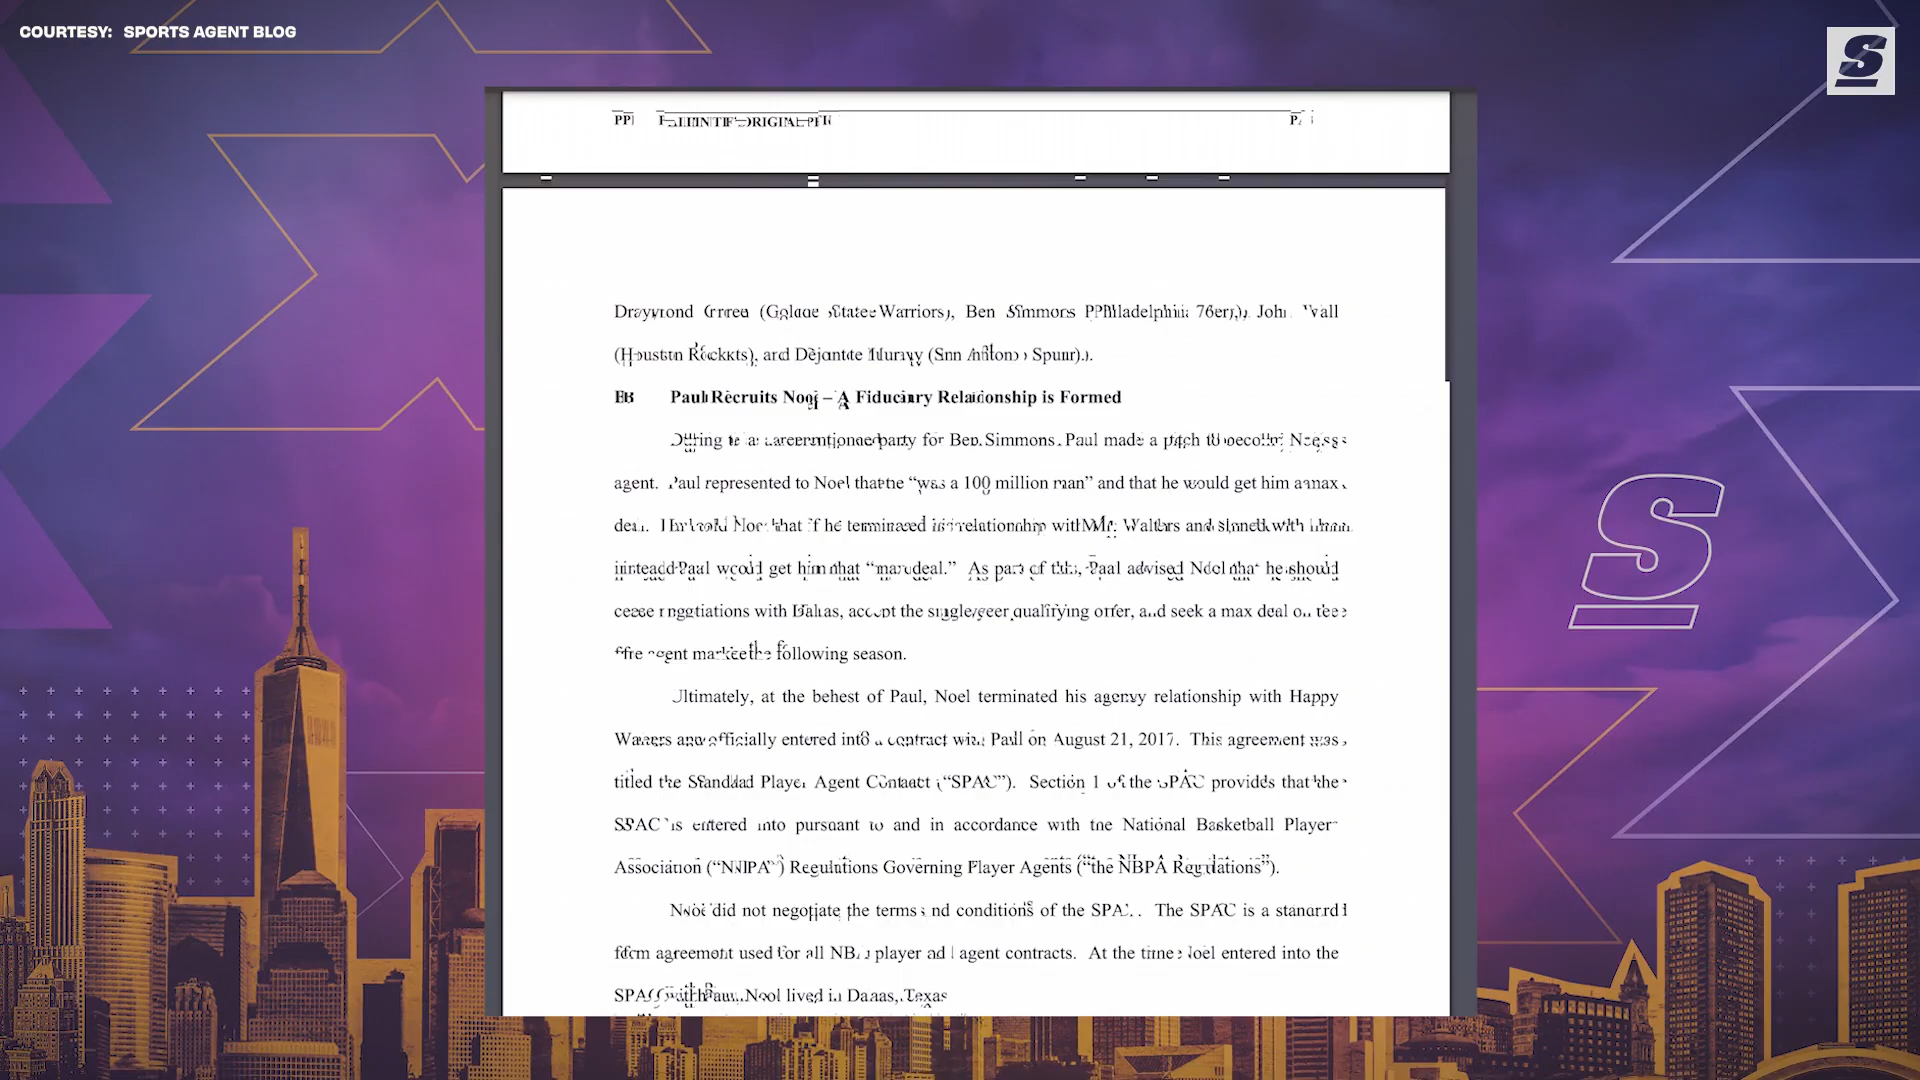 COURTESY: SPORTS AGENT BLOG
S
Draymond Green (Golden State Warriors), Ben Simmons Philadelphia 76ers), John Wall
(Houston Rockets), and Dejounte Murray (San Antonio Spurs).
Paul Recruits Noel – A Fiduciary Relationship is Formed
party for Ben Simmons, Paul made a pitch to become Noel's
agent. Paul represented to Noel that he “was a 100 million man” and that he would get him a max
deal. He told Noel that if he terminated his relationship with Mr. Walters and signed with him
instead Paul would get him that “max deal.” As part of this, Paul advised Noel that he should
cease negotiations with Dallas, accept the single year qualifying offer, and seek a max deal on the
free agent market the following season.
Ultimately, at the behest of Paul, Noel terminated his agency relationship with Happy
Walters and officially entered into a contract with Paul on August 21, 2017. This agreement was
titled the Standard Player Agent Contract (“SPAC”). Section 1 of the SPAC provides that the
SPAC is entered into pursuant to and in accordance with the National Basketball Player
Association (“NBPA”) Regulations Governing Player Agents (“the NBPA Regulations”).
Noel did not negotiate the terms and conditions of the SPAC. The SPAC is a standard
form agreement used for all NBA player and agent contracts. At the time Noel entered into the
SPAC with Paul, Noel lived in Dallas, Texas
S